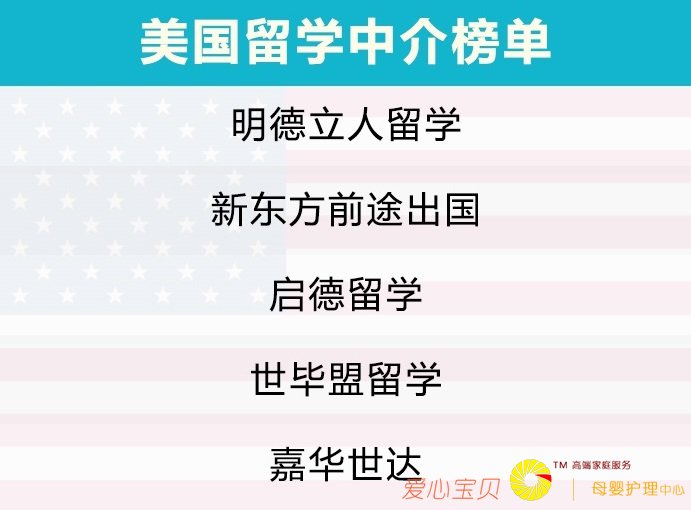 美国留学中介榜单
明德立人留学
新东方前途出国
启德留学
世毕盟留学
嘉华世达
TM 高端家庭服务
爱心宝贝 | 母婴护理中心